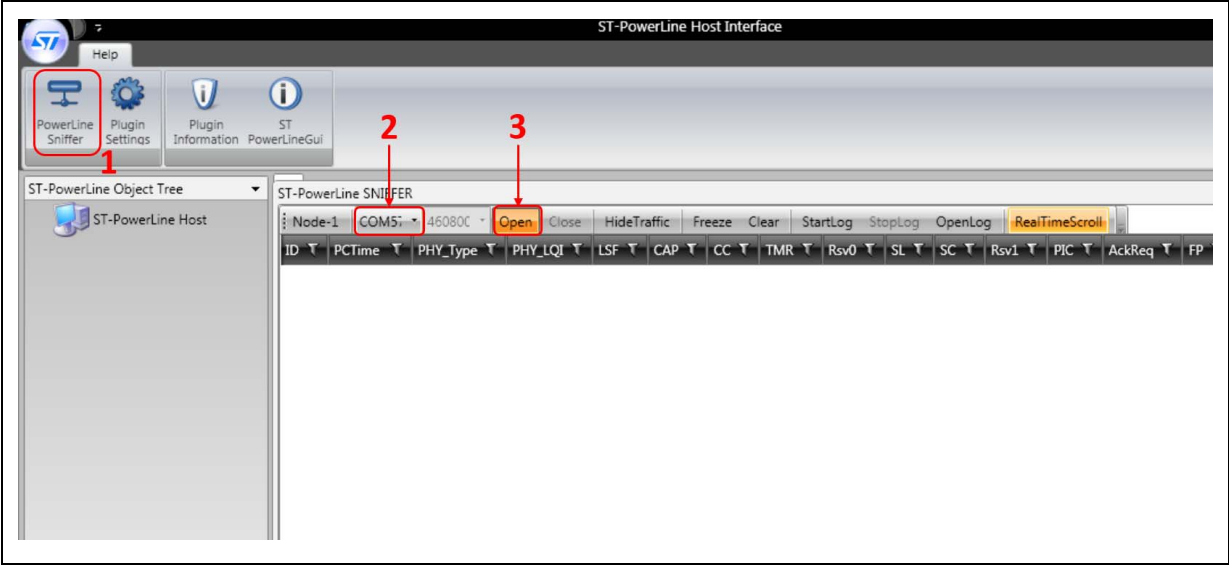 ST-PowerLine Host Interface
ST
Help
PowerLine Sniffer
Plugin Settings
Plugin Information
ST PowerLineGui
1
2
3
ST-PowerLine Object Tree
ST-PowerLine Host
ST-PowerLine SNIFFER
Node-1 Open Close HideTraffic Freeze Clear StartLog StopLog OpenLog RealTimeScroll
ID PCTime PHY_Type PHY_LQI LSF CAP CC TMR Rsv0 SL SC Rsv1 PIC AckReq FP